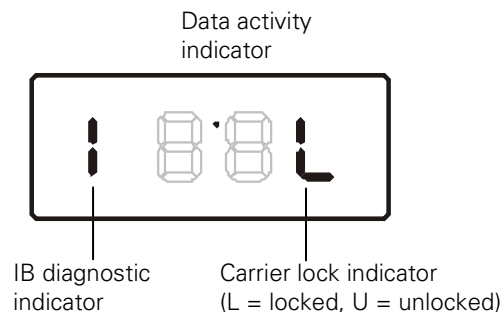 Data activity
indicator
I L
IB diagnostic
indicator
Carrier lock indicator
(L = locked, U = unlocked)